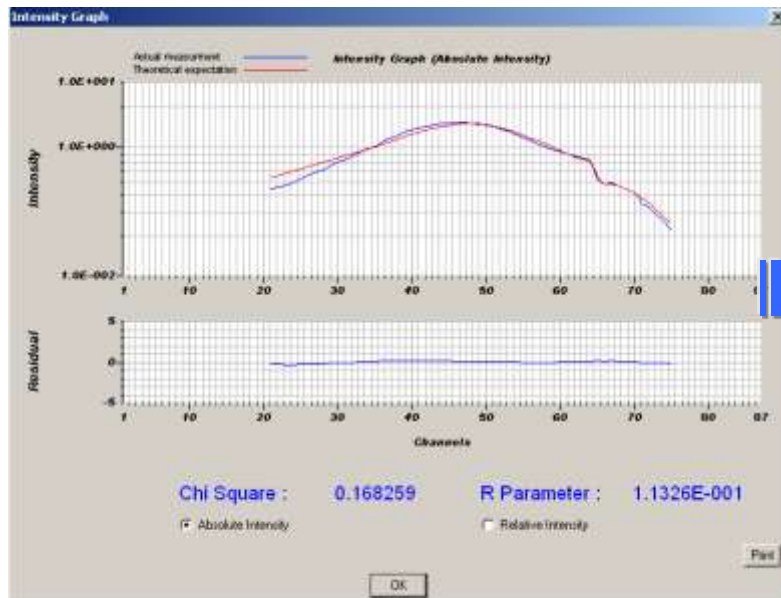 Intensity Graph
Actual measurment
Theoretical expectation
Intensity Graph (Absolute Intensity)
1.0E+001
1.0E+000
1.0E-002
Intensity
1 10 20 30 40 50 60 70 80
5
0
-5
Residual
1 10 20 30 40 50 60 70 80 87
Channels
Chi Square : 0.168259 R Parameter : 1.1326E-001
Absolute Intensity Relative Intensity
Print
OK